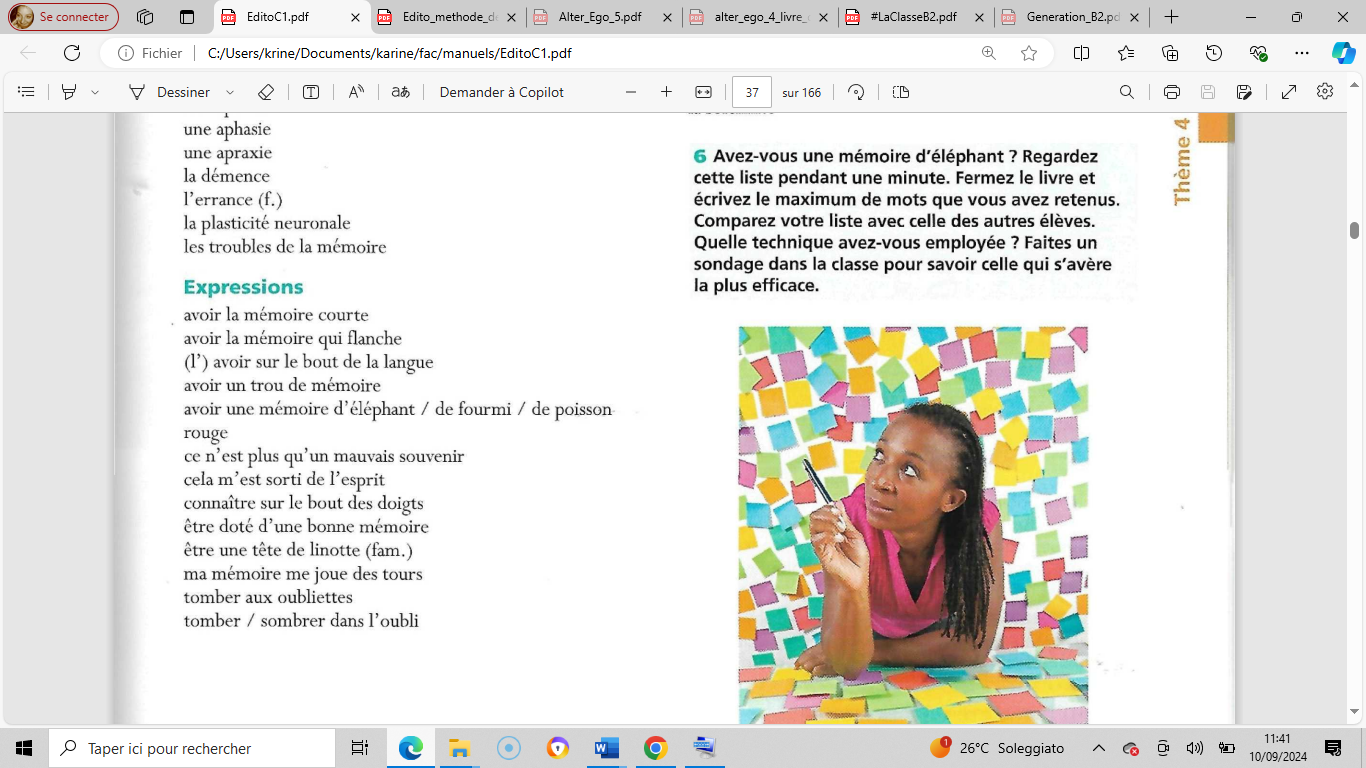 Se connecter
EditoC1.pdf
Edito_methode_d
Alter_Ego_5.pdf
alter_ego_4_livre_
#LaClasseB2.pdf
Generation_B2.pd
Fichier
C:/Users/krine/Documents/karine/fac/manuels/EditoC1.pdf
Dessiner
Demander à Copilot
37
sur 166
une aphasie
une apraxie
la démence
l'errance (f.)
la plasticité neuronale
les troubles de la mémoire
Expressions
avoir la mémoire courte
avoir la mémoire qui flanche
(l') avoir sur le bout de la langue
avoir un trou de mémoire
avoir une mémoire d'éléphant / de fourmi / de poisson
rouge
ce n'est plus qu'un mauvais souvenir
cela m'est sorti de l'esprit
connaître sur le bout des doigts
être doté d'une bonne mémoire
être une tête de linotte (fam.)
ma mémoire me joue des tours
tomber aux oubliettes
tomber / sombrer dans l'oubli
6 Avez-vous une mémoire d'éléphant ? Regardez
cette liste pendant une minute. Fermez le livre et
écrivez le maximum de mots que vous avez retenus.
Comparez votre liste avec celle des autres élèves.
Quelle technique avez-vous employée ? Faites un
sondage dans la classe pour savoir celle qui s'avère
la plus efficace.
Thème 4
Taper ici pour rechercher
1
26°C Soleggiato
11:41
10/09/2024